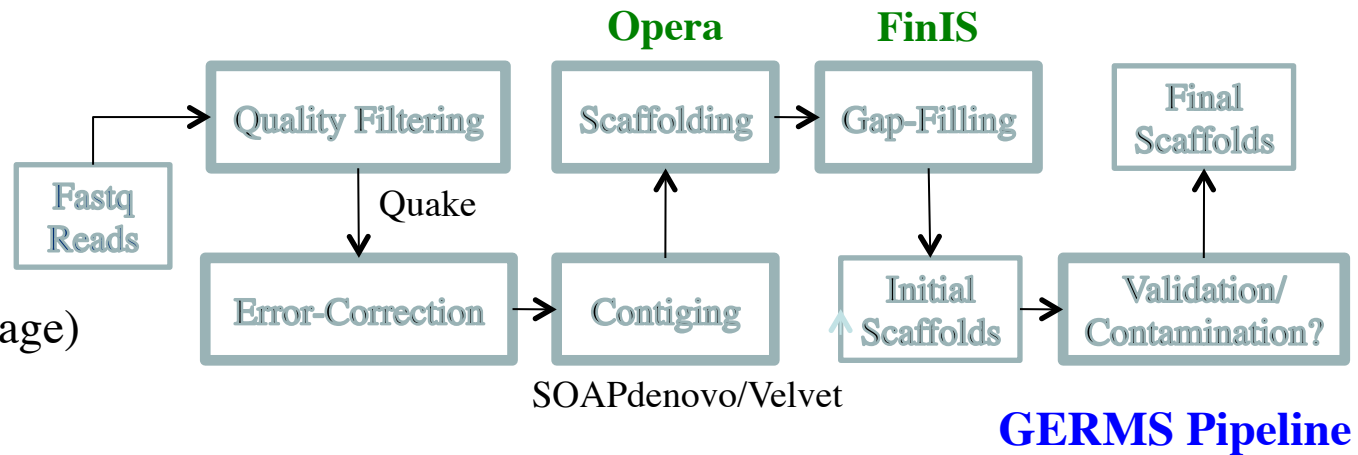 Opera
FinIS
Quality Filtering
Scaffolding
Gap-Filling
Final
Scaffolds
Fastq
Reads
Quake
Error-Correction
Contiging
Initial
Scaffolds
Validation/
Contamination?
age)
SOAPdenovo/Velvet
GERMS Pipeline